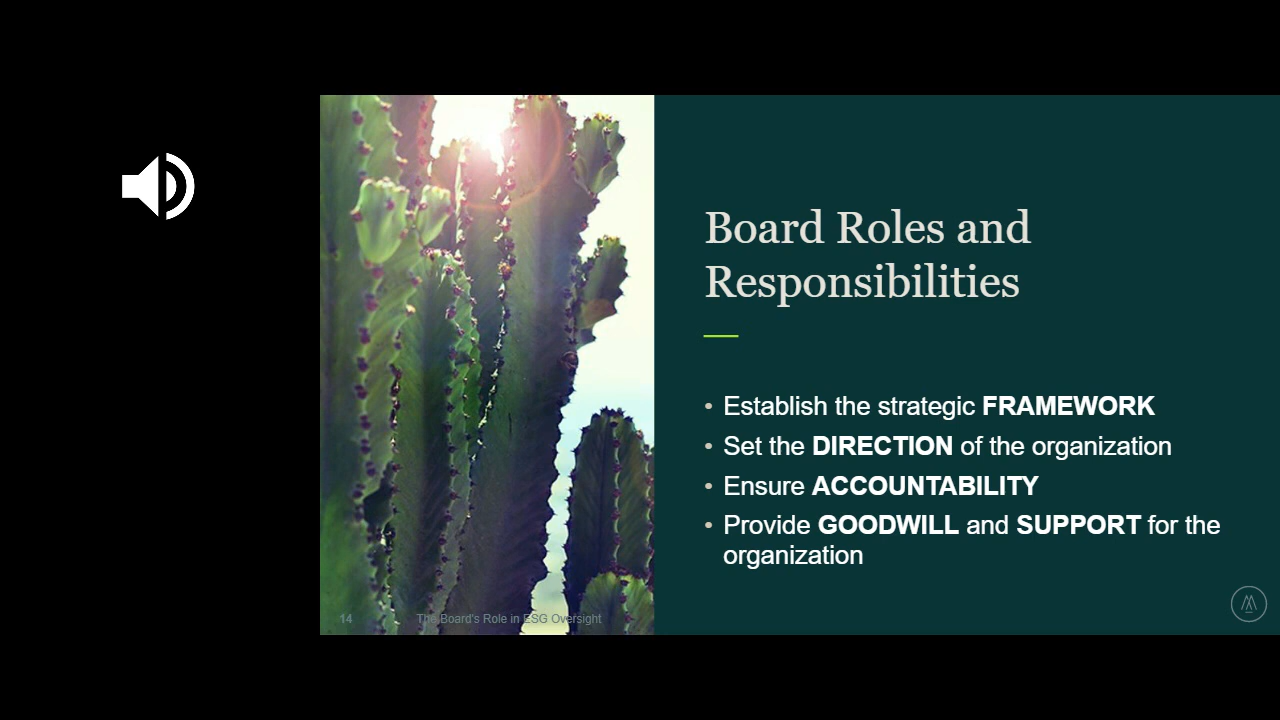 Board Roles and
Responsibilities
• Establish the strategic FRAMEWORK
• Set the DIRECTION of the organization
• Ensure ACCOUNTABILITY
• Provide GOODWILL and SUPPORT for the
organization
14 The Board's Role in ESG Oversight